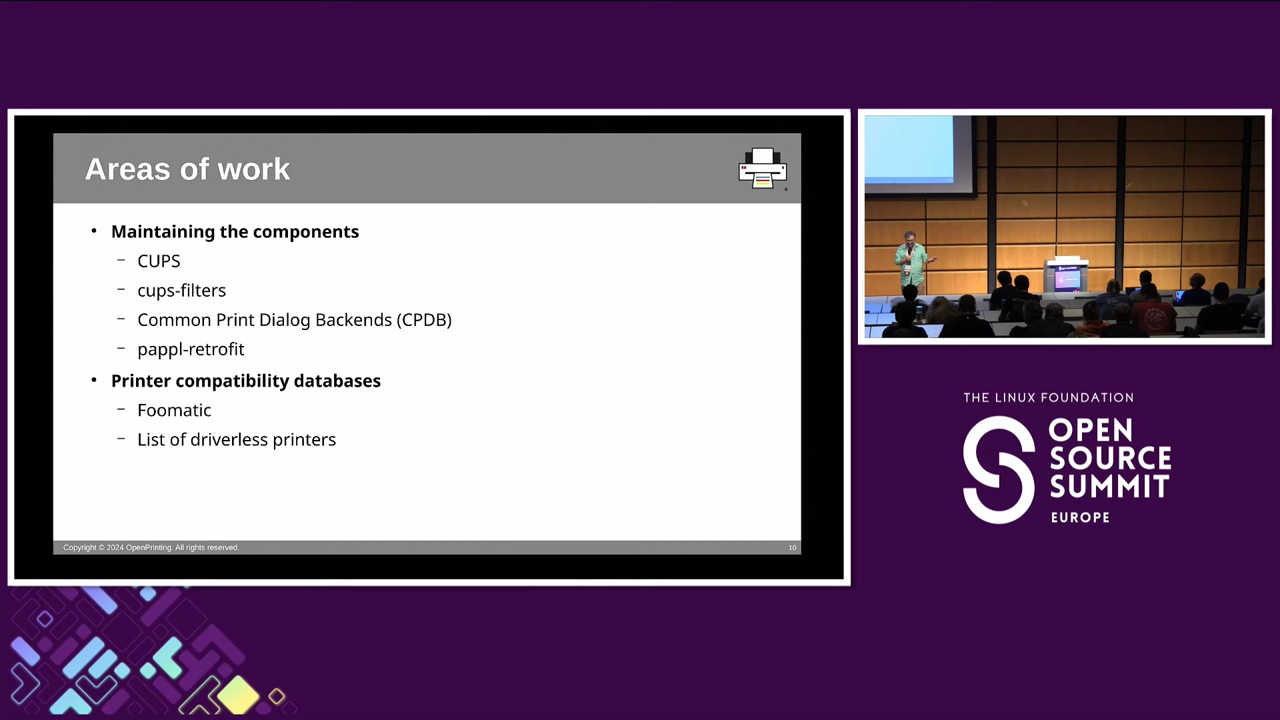 Areas of work
• Maintaining the components
– CUPS
– cups-filters
– Common Print Dialog Backends (CPDB)
– pappl-retrofit
• Printer compatibility databases
– Foomatic
– List of driverless printers
Copyright © 2024 OpenPrinting. All rights reserved.
10
THE LINUX FOUNDATION
OPEN
SOURCE
SUMMIT
EUROPE